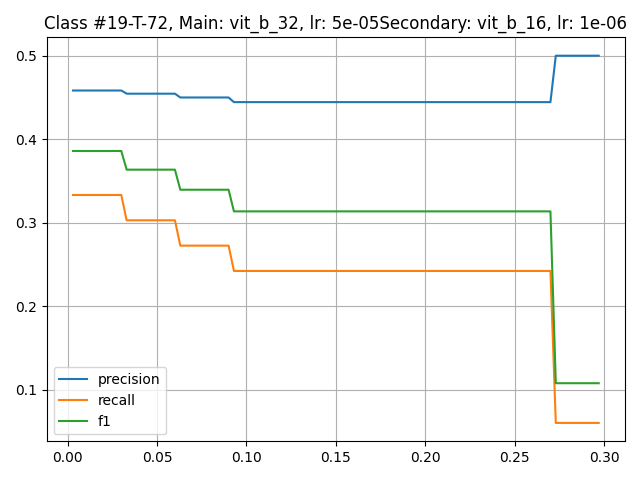 Class #19-T-72, Main: vit_b_32, lr: 5e-05Secondary: vit_b_16, lr: 1e-06
0.5
0.4
0.3
0.2
0.1
precision
recall
f1
0.00 0.05 0.10 0.15 0.20 0.25 0.30